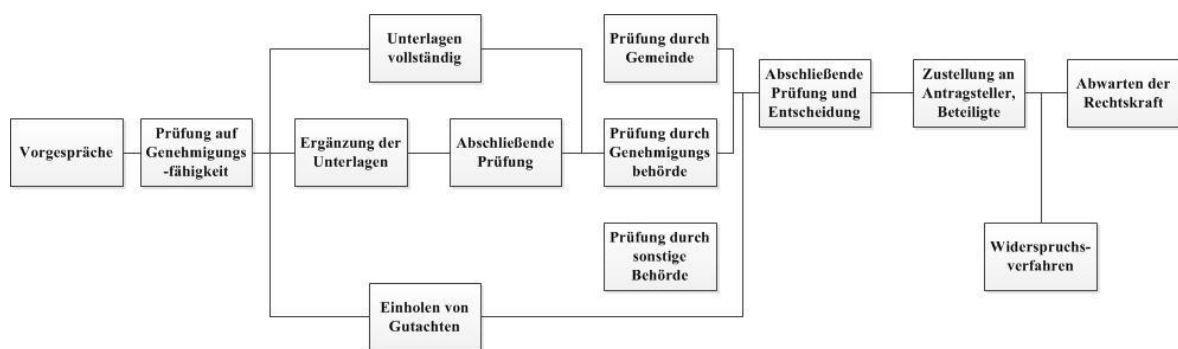 Vorgespräche
Prüfung auf
Genehmigungs
-fähigkeit
Unterlagen
vollständig
Ergänzung der
Unterlagen
Abschließende
Prüfung
Einholen von
Gutachten
Prüfung durch
Gemeinde
Prüfung durch
Genehmigungs
behörde
Prüfung durch
sonstige
Behörde
Abschließende
Prüfung und
Entscheidung
Zustellung an
Antragsteller,
Beteiligte
Abwarten der
Rechtskraft
Widerspruchs-
verfahren